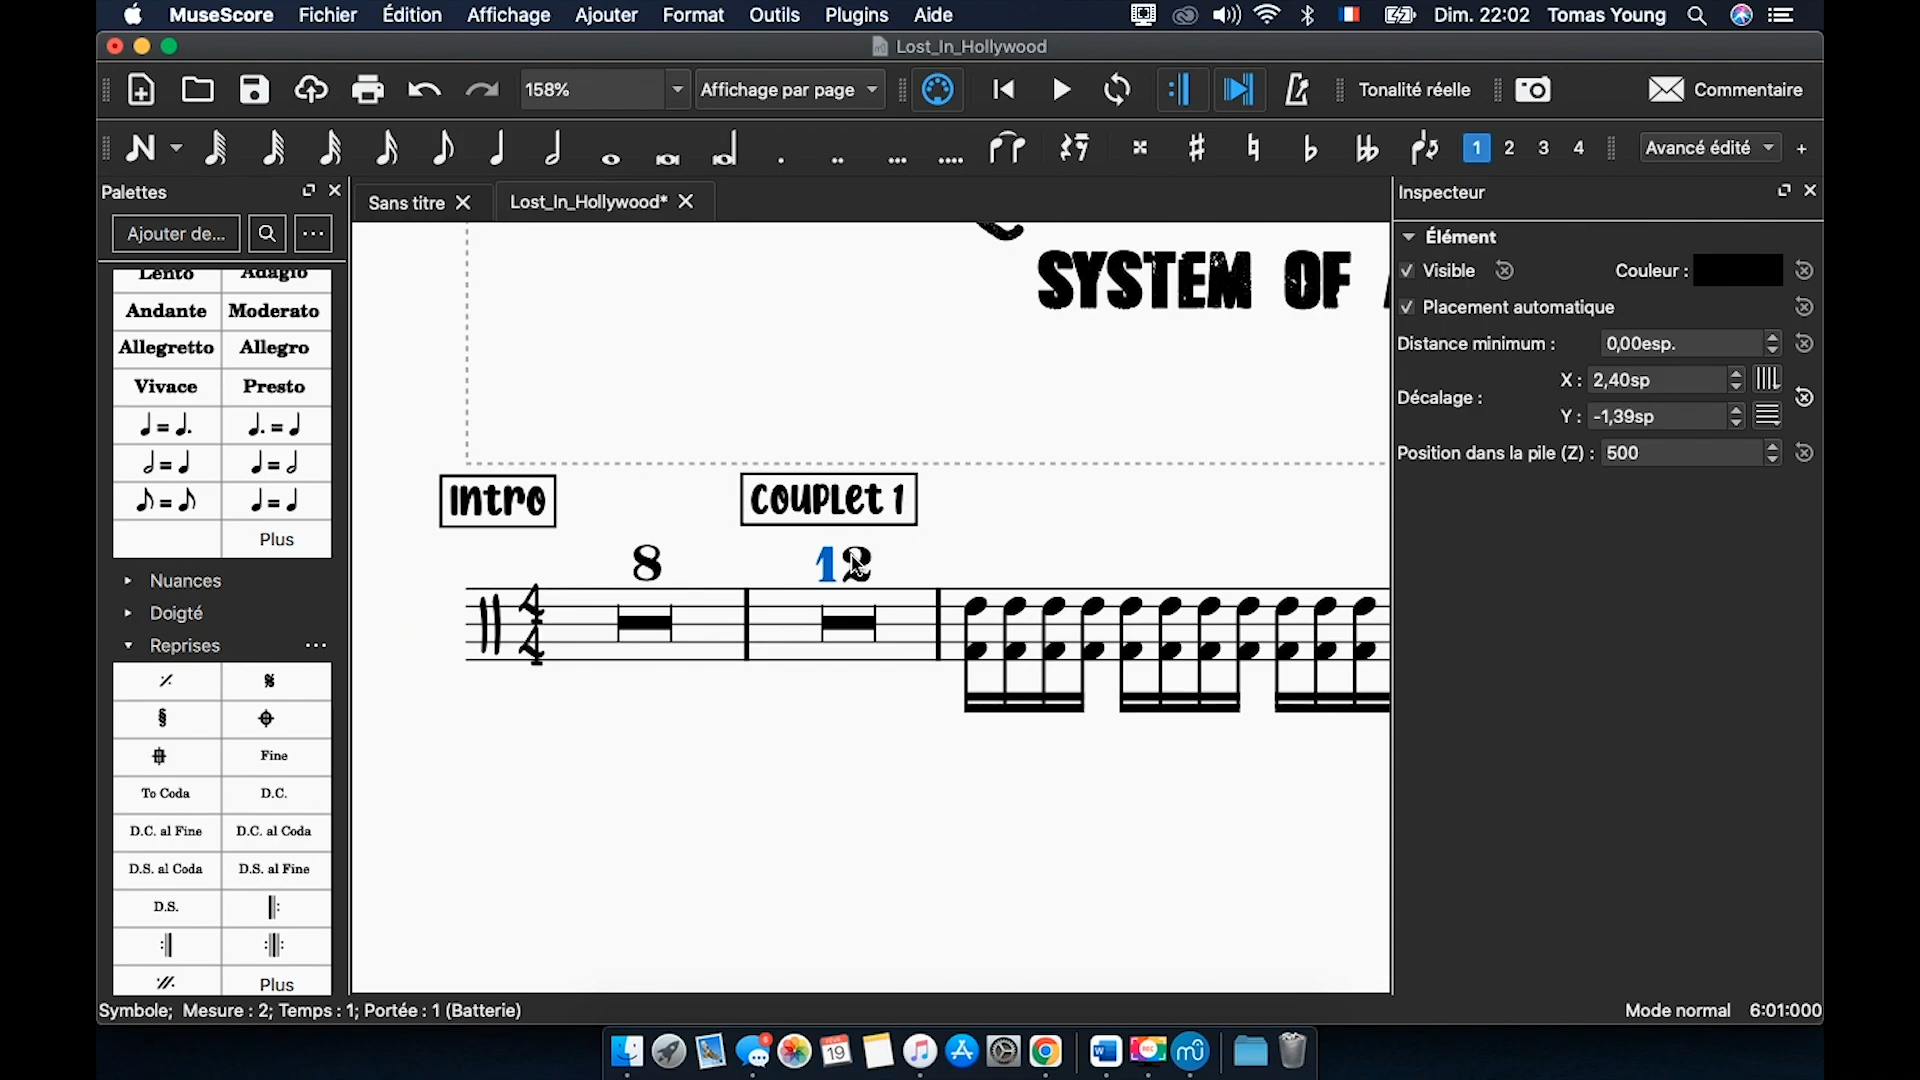 MuseScore Fichier Édition Affichage Ajouter Format Outils Plugins Aide Dim. 22:02 Tomas Young
Lost_In_Hollywood
158% Affichage par page Tonalité réelle Commentaire
1 2 3 4 Avancé édité +
Palettes
Ajouter de... ...
Lento Adagio
Andante Moderato
Allegretto Allegro
Vivace Presto
Plus
Nuances
Doigté
Reprises ...
Fine
To Coda D.C.
D.C. al Fine D.C. al Coda
D.S. al Coda D.S. al Fine
D.S.
Plus
Sans titre Lost_In_Hollywood*
SYSTEM OF
Intro Couplet 1
8 12
4 4
Inspecteur
Élément
Visible Couleur :
Placement automatique
Distance minimum : 0,00esp.
Décalage : X : 2,40sp
Y : -1,39sp
Position dans la pile (Z) : 500
Symbole; Mesure : 2; Temps : 1; Portée : 1 (Batterie) Mode normal 6:01:000
8 19 W REC